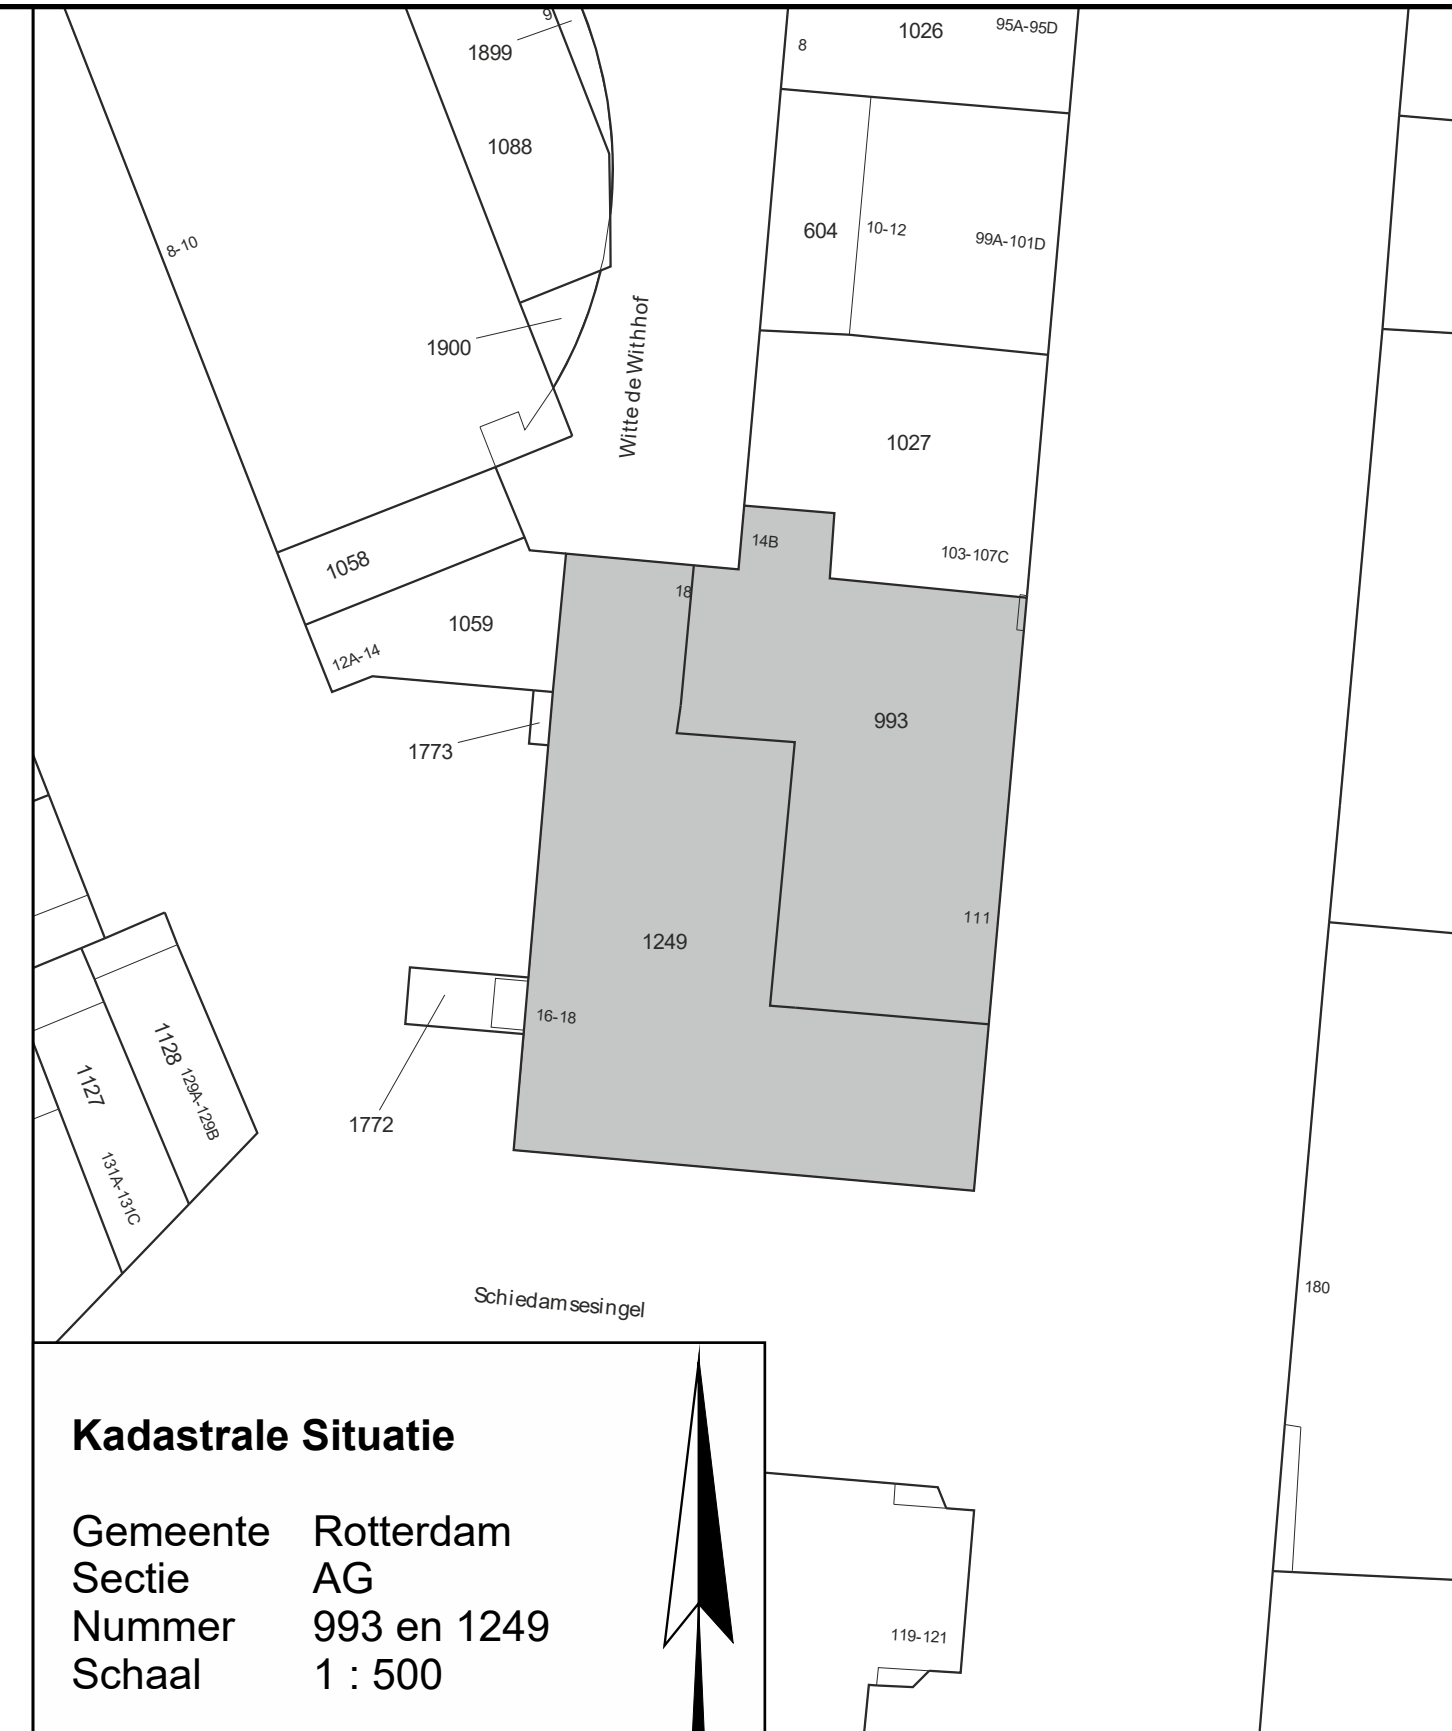 9
1899
1026
95A-95D
8
1088
8-10
604
10-12
99A-101D
1900
Witte de Withhof
1027
14B
103-107C
1058
18
1059
12A-14
993
1773
111
1249
16-18
1128
129A-129B
1127
1772
131A-131C
180
Schiedamsesingel
Kadastrale Situatie
Gemeente Rotterdam
Sectie AG
Nummer 993 en 1249
Schaal 1 : 500
119-121